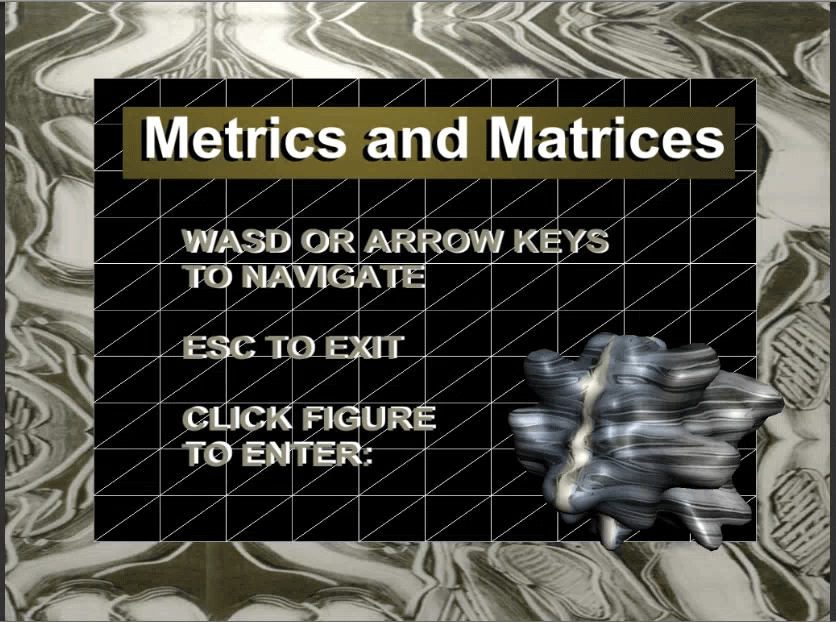 Metrics and Matrices
WASD OR ARROW KEYS
TO NAVIGATE
ESC TO EXIT
CLICK FIGURE
TO ENTER: